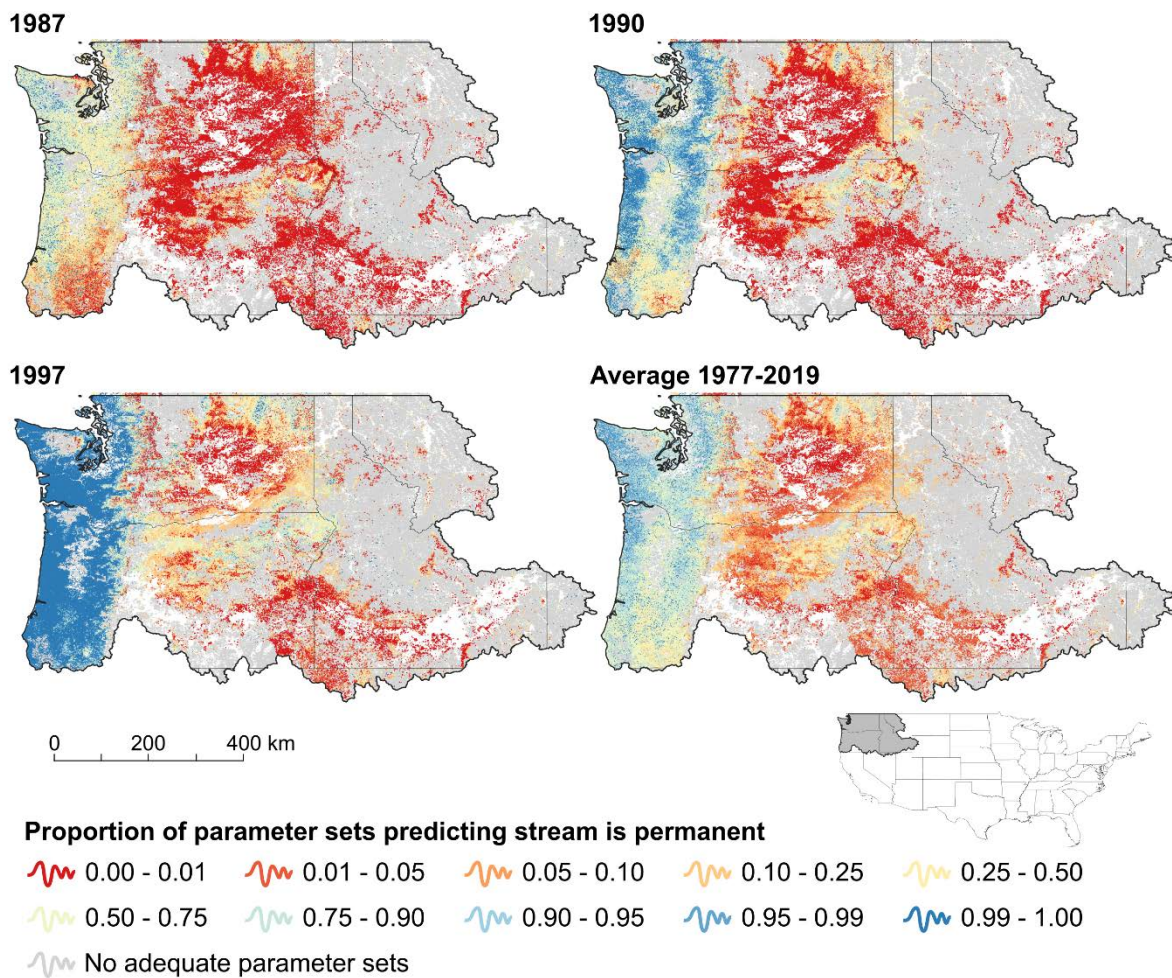 1987
1990
1997
Average 1977-2019
0 200 400 km
Proportion of parameter sets predicting stream is permanent
0.00 - 0.01 0.01 - 0.05 0.05 - 0.10 0.10 - 0.25 0.25 - 0.50
0.50 - 0.75 0.75 - 0.90 0.90 - 0.95 0.95 - 0.99 0.99 - 1.00
No adequate parameter sets